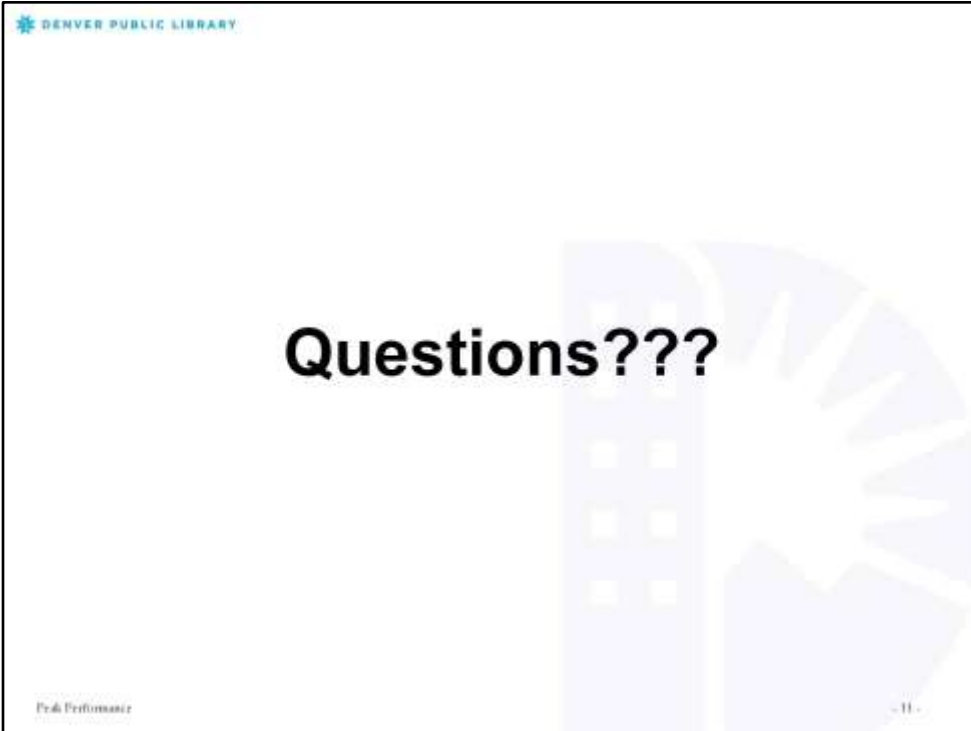 DENVER PUBLIC LIBRARY
Questions???
Peak Performance
- 11 -